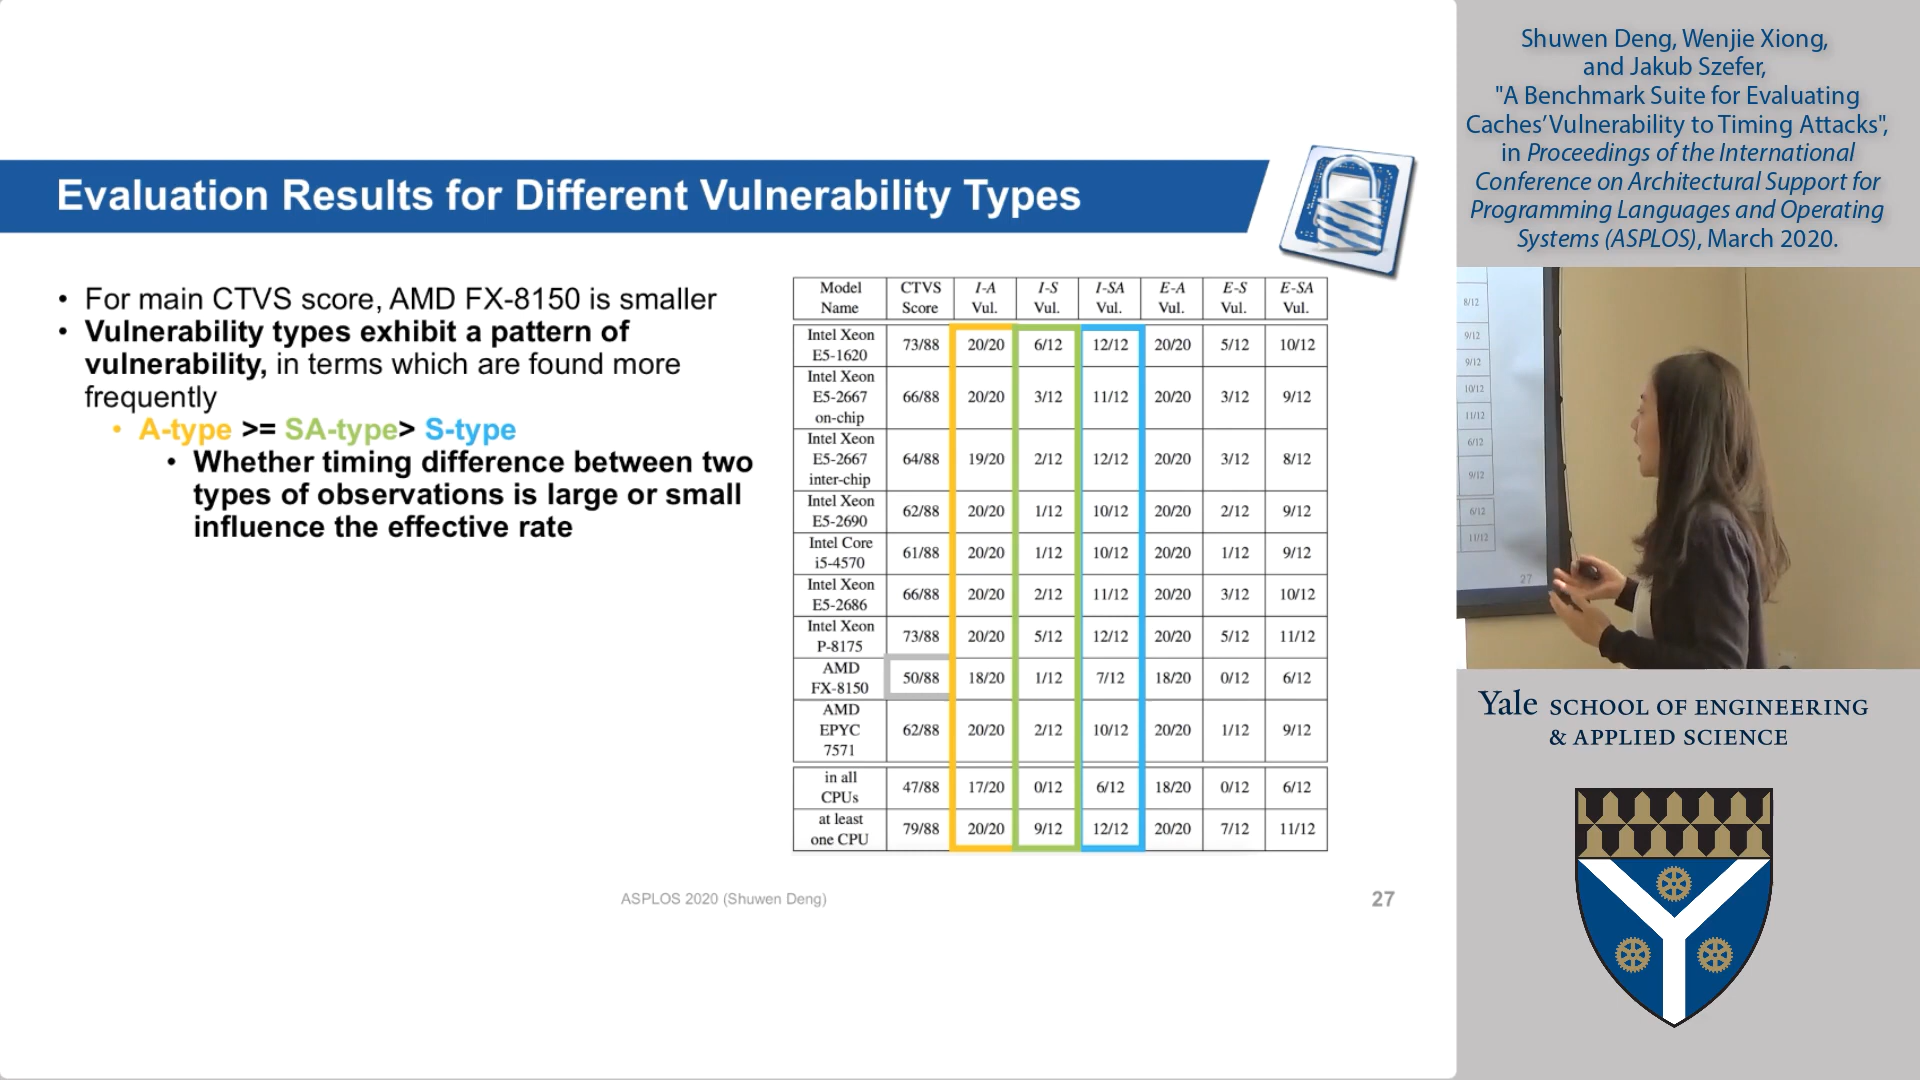 Evaluation Results for Different Vulnerability Types
• For main CTVS score, AMD FX-8150 is smaller
• Vulnerability types exhibit a pattern of
vulnerability, in terms which are found more
frequently
• A-type >= SA-type> S-type
• Whether timing difference between two
types of observations is large or small
influence the effective rate
Model Name CTVS Score I-A Vul. I-S Vul. I-SA Vul. E-A Vul. E-S Vul. E-SA Vul.
Intel Xeon E5-1620 73/88 20/20 6/12 12/12 20/20 5/12 10/12
Intel Xeon E5-2667 on-chip 66/88 20/20 3/12 11/12 20/20 3/12 9/12
Intel Xeon E5-2667 inter-chip 64/88 19/20 2/12 12/12 20/20 3/12 8/12
Intel Xeon E5-2690 62/88 20/20 1/12 10/12 20/20 2/12 9/12
Intel Core i5-4570 61/88 20/20 1/12 10/12 20/20 1/12 9/12
Intel Xeon E5-2686 66/88 20/20 2/12 11/12 20/20 3/12 10/12
Intel Xeon P-8175 73/88 20/20 5/12 12/12 20/20 5/12 11/12
AMD FX-8150 50/88 18/20 1/12 7/12 18/20 0/12 6/12
AMD EPYC 7571 62/88 20/20 2/12 10/12 20/20 1/12 9/12
in all CPUs 47/88 17/20 0/12 6/12 18/20 0/12 6/12
at least one CPU 79/88 20/20 9/12 12/12 20/20 7/12 11/12
ASPLOS 2020 (Shuwen Deng)
27
Shuwen Deng, Wenjie Xiong,
and Jakub Szefer,
"A Benchmark Suite for Evaluating
Caches’ Vulnerability to Timing Attacks",
in Proceedings of the International
Conference on Architectural Support for
Programming Languages and Operating
Systems (ASPLOS), March 2020.
8/12
9/12
9/12
10/12
11/12
6/12
9/12
6/12
11/12
27
Yale SCHOOL OF ENGINEERING
& APPLIED SCIENCE